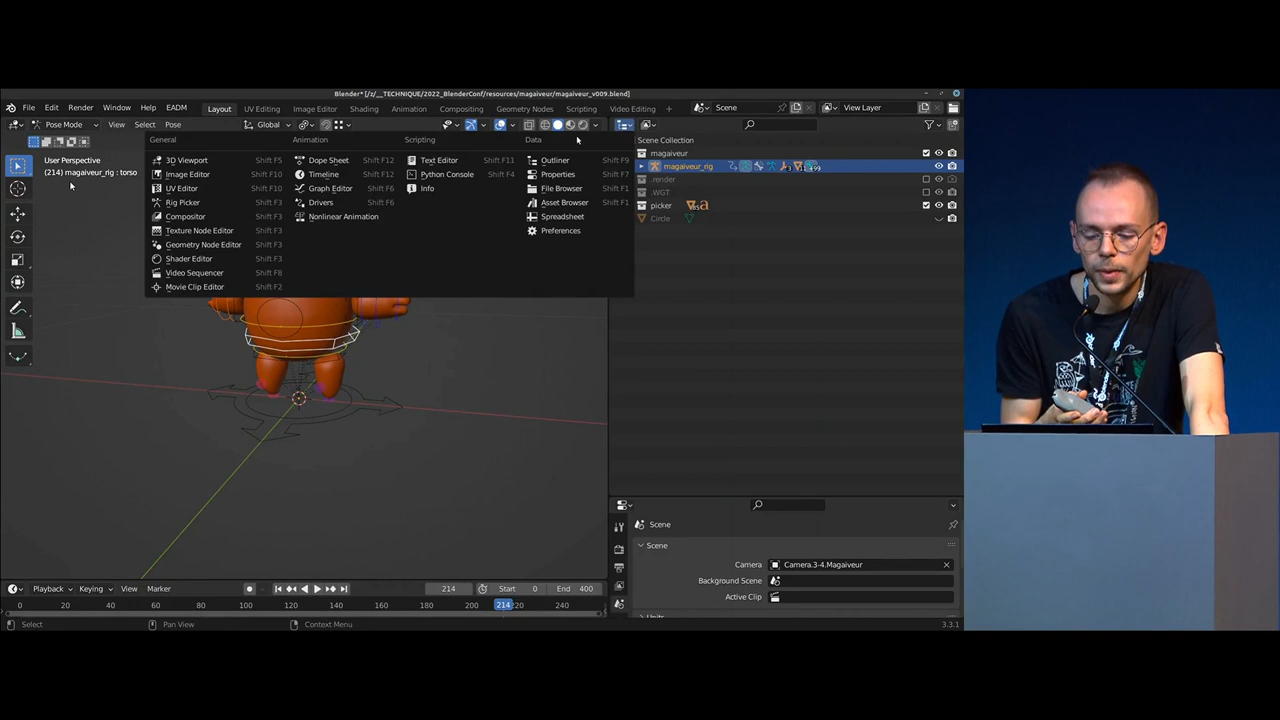 Blender* [/z/__TECHNIQUE/2022_BlenderConf/resources/magaiveur/magaiveur_v009.blend]
File Edit Render Window Help EADM Layout UV Editing Image Editor Shading Animation Compositing Geometry Nodes Scripting Video Editing + Scene View Layer
Pose Mode View Select Pose Global
General Animation Scripting Data Scene Collection
User Perspective
(214) magaiveur_rig : torso
3D Viewport Shift F5
Image Editor Shift F10
UV Editor Shift F10
Rig Picker Shift F3
Compositor Shift F3
Texture Node Editor Shift F3
Geometry Node Editor Shift F3
Shader Editor Shift F3
Video Sequencer Shift F8
Movie Clip Editor Shift F2
Dope Sheet Shift F12
Timeline Shift F12
Graph Editor Shift F6
Drivers Shift F6
Nonlinear Animation
Text Editor Shift F11
Python Console Shift F4
Info
Outliner Shift F9
Properties Shift F7
File Browser Shift F1
Asset Browser Shift F1
Spreadsheet
Preferences
magaiveur
magaiveur_rig
.render
.WGT
picker
Circle
Scene
Scene
Camera Camera.3-4.Magaiveur
Background Scene
Active Clip
Playback Keying View Marker 214 Start 0 End 400
0 20 40 60 80 100 120 140 160 180 200 214 220 240
Select Pan View Context Menu 3.3.1